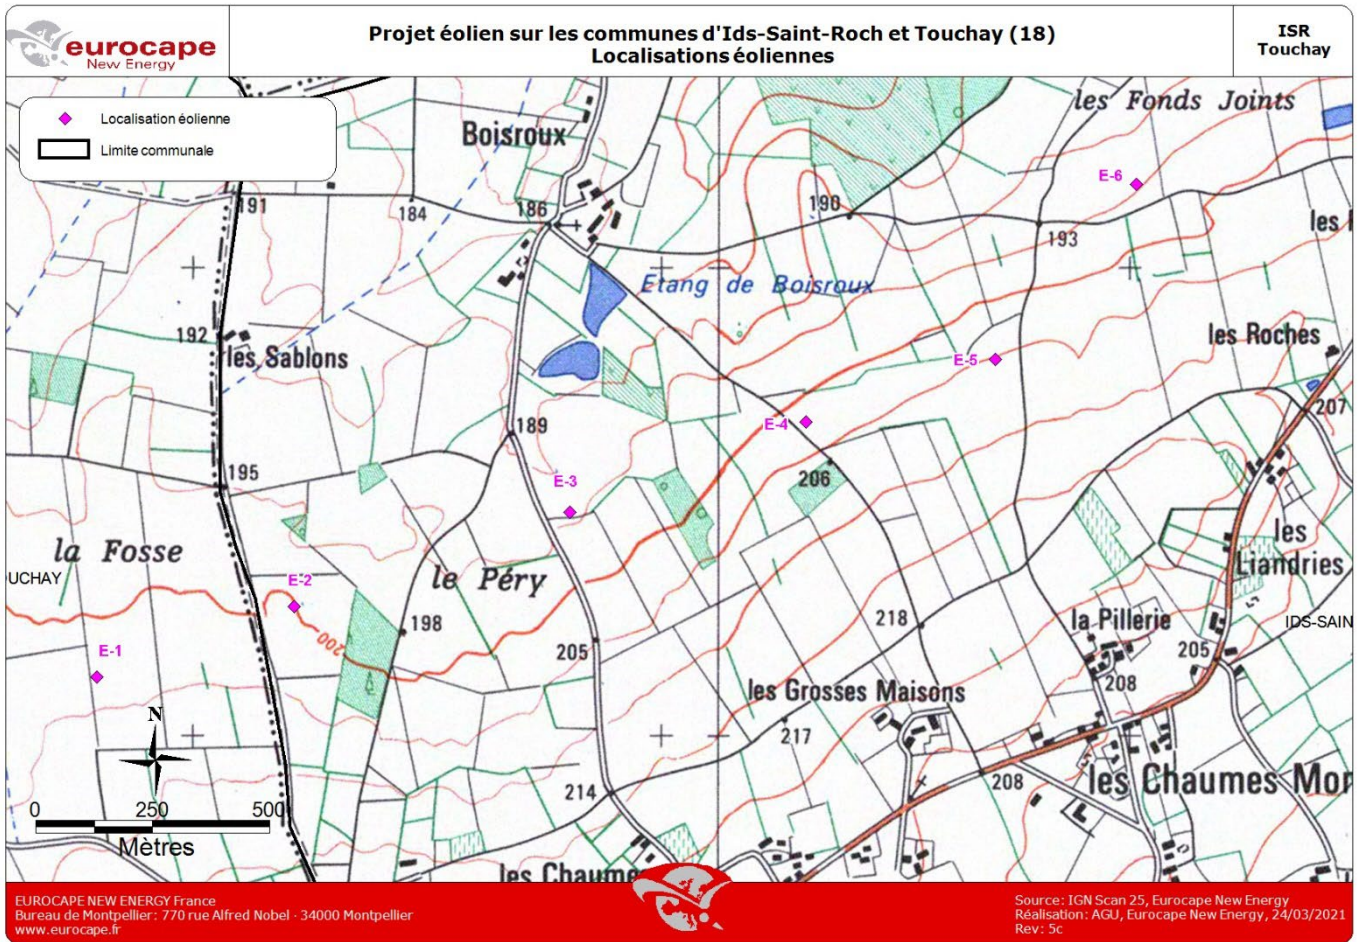 eurocape
New Energy
Projet éolien sur les communes d'Ids-Saint-Roch et Touchay (18)
Localisations éoliennes
ISR
Touchay
Localisation éolienne
Limite communale
Boisroux
les Fonds Joints
E-6
191
184
186
190
193
Etang de Boisroux
192
les Sablons
les Roches
E-5
207
E-4
189
195
E-3
206
la Fosse
UCHAY
les
Liandries
E-2
le Péry
198
218
la Pillerie
IDS-SAIN
200
E-1
205
205
208
les Grosses Maisons
N
217
214
208
les Chaumes Mor
0 250 500
Mètres
les Chaume
EUROCAPE NEW ENERGY France
Bureau de Montpellier: 770 rue Alfred Nobel - 34000 Montpellier
www.eurocape.fr
Source: IGN Scan 25, Eurocape New Energy
Réalisation: AGU, Eurocape New Energy, 24/03/2021
Rev: 5c